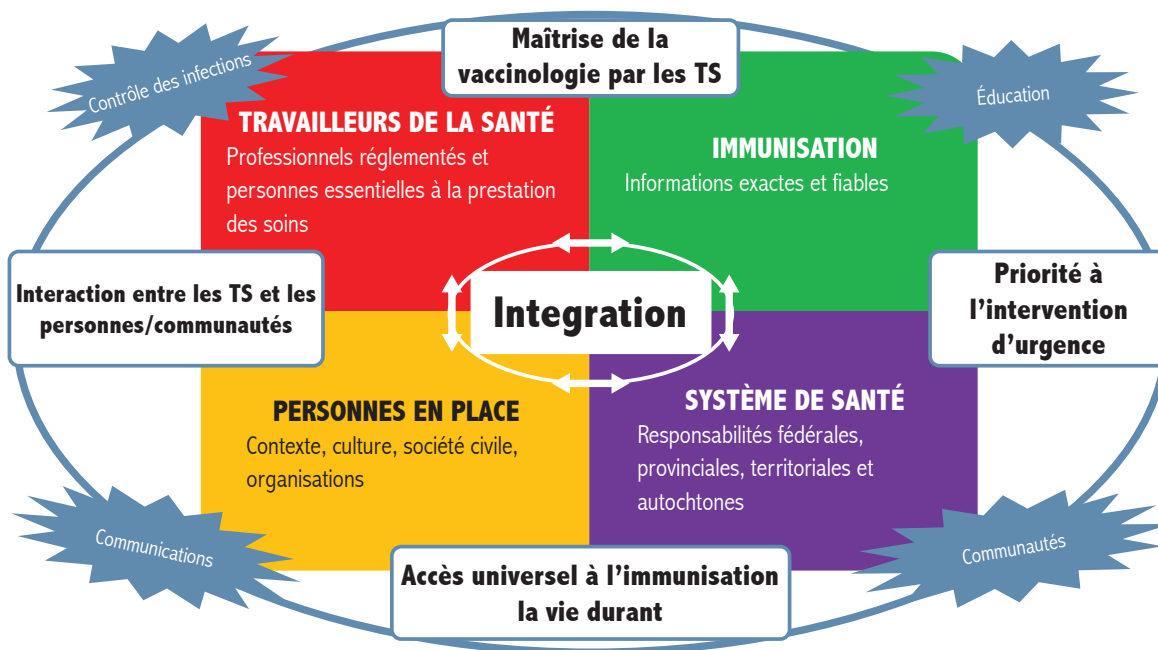 Maîtrise de la
vaccinologie par les TS
Contrôle des infections
Éducation
TRAVAILLEURS DE LA SANTÉ
Professionnels réglementés et
personnes essentielles à la prestation
des soins
IMMUNISATION
Informations exactes et fiables
Interaction entre les TS et les
personnes/communautés
Integration
Priorité à
l’intervention
d’urgence
PERSONNES EN PLACE
Contexte, culture, société civile,
organisations
SYSTÈME DE SANTÉ
Responsabilités fédérales,
provinciales, territoriales et
autochtones
Communications
Communautés
Accès universel à l’immunisation
la vie durant